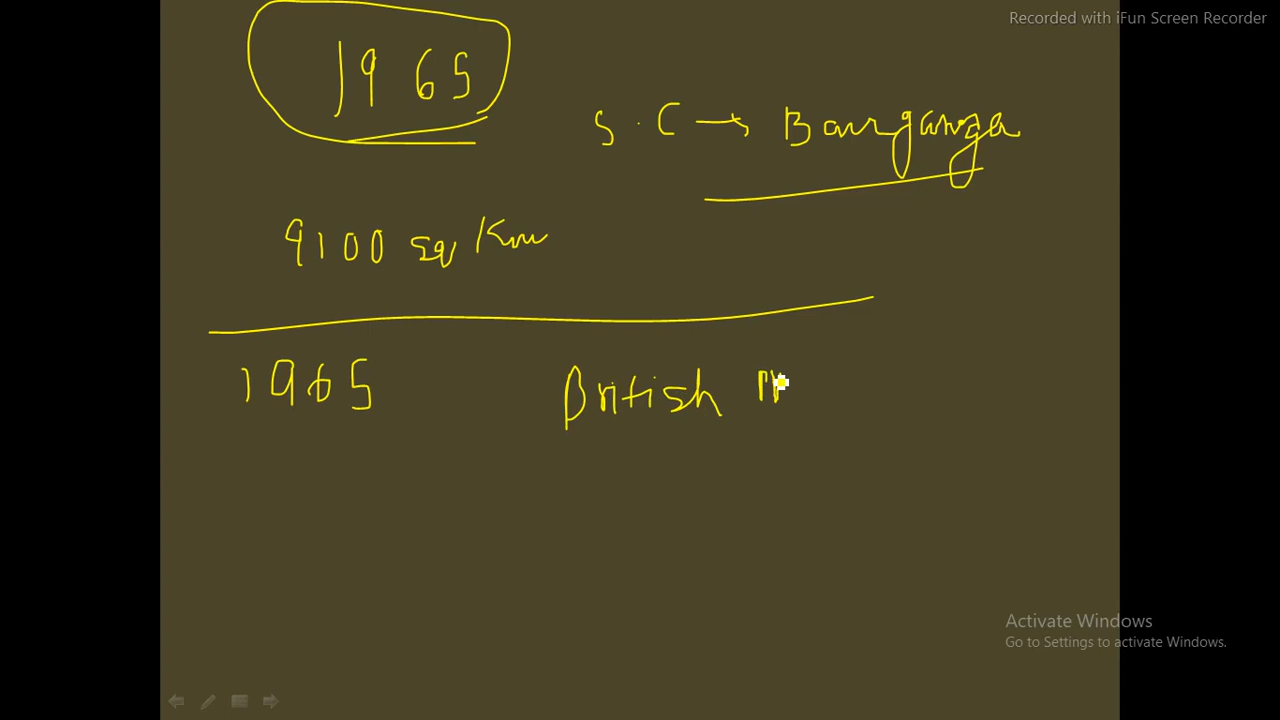 Recorded with iFun Screen Recorder
1965
S.C → Banganga
9100 sq Km
1965 British
Activate Windows
Go to Settings to activate Windows.